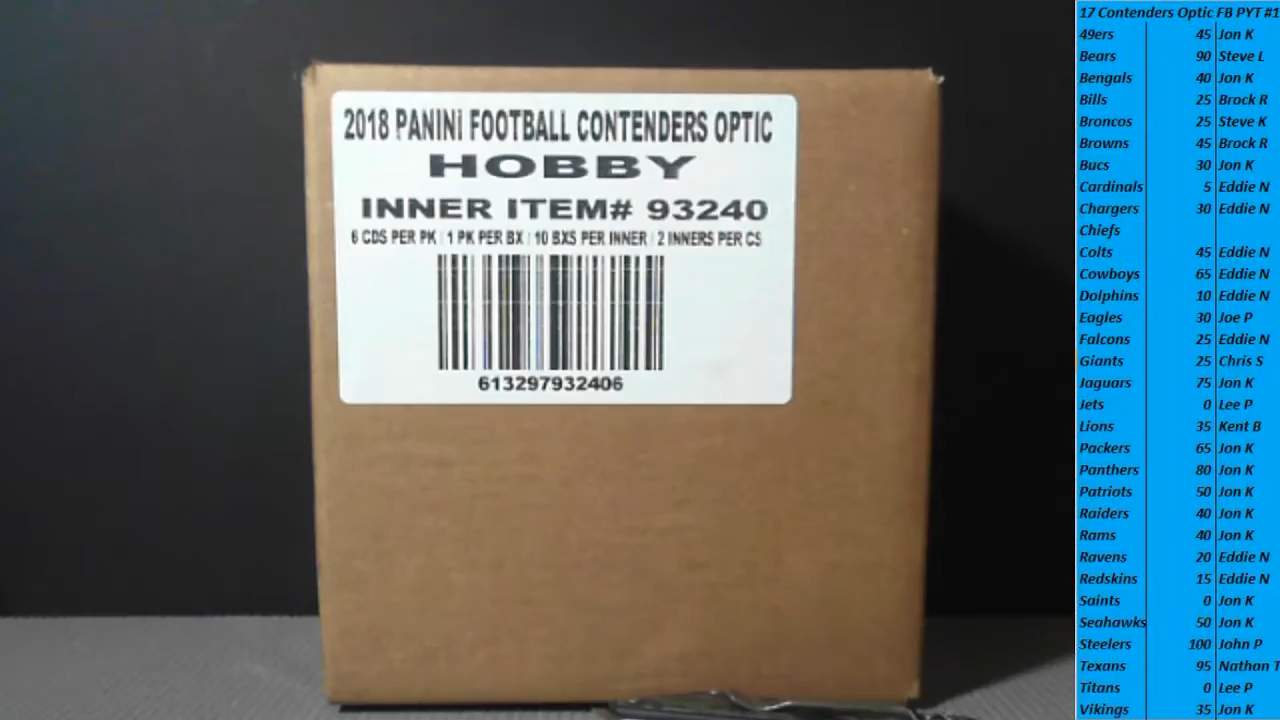 2018 PANINI FOOTBALL CONTENDERS OPTIC
HOBBY
INNER ITEM# 93240
6 CDS PER PK / 1 PK PER BX / 10 BXS PER INNER / 2 INNERS PER CS
613297932406
17 Contenders Optic FB PYT #1
49ers 45 Jon K
Bears 90 Steve L
Bengals 40 Jon K
Bills 25 Brock R
Broncos 25 Steve K
Browns 45 Brock R
Bucs 30 Jon K
Cardinals 5 Eddie N
Chargers 30 Eddie N
Chiefs
Colts 45 Eddie N
Cowboys 65 Eddie N
Dolphins 10 Eddie N
Eagles 30 Joe P
Falcons 25 Eddie N
Giants 25 Chris S
Jaguars 75 Jon K
Jets 0 Lee P
Lions 35 Kent B
Packers 65 Jon K
Panthers 80 Jon K
Patriots 50 Jon K
Raiders 40 Jon K
Rams 40 Jon K
Ravens 20 Eddie N
Redskins 15 Eddie N
Saints 0 Jon K
Seahawks 50 Jon K
Steelers 100 John P
Texans 95 Nathan T
Titans 0 Lee P
Vikings 35 Jon K